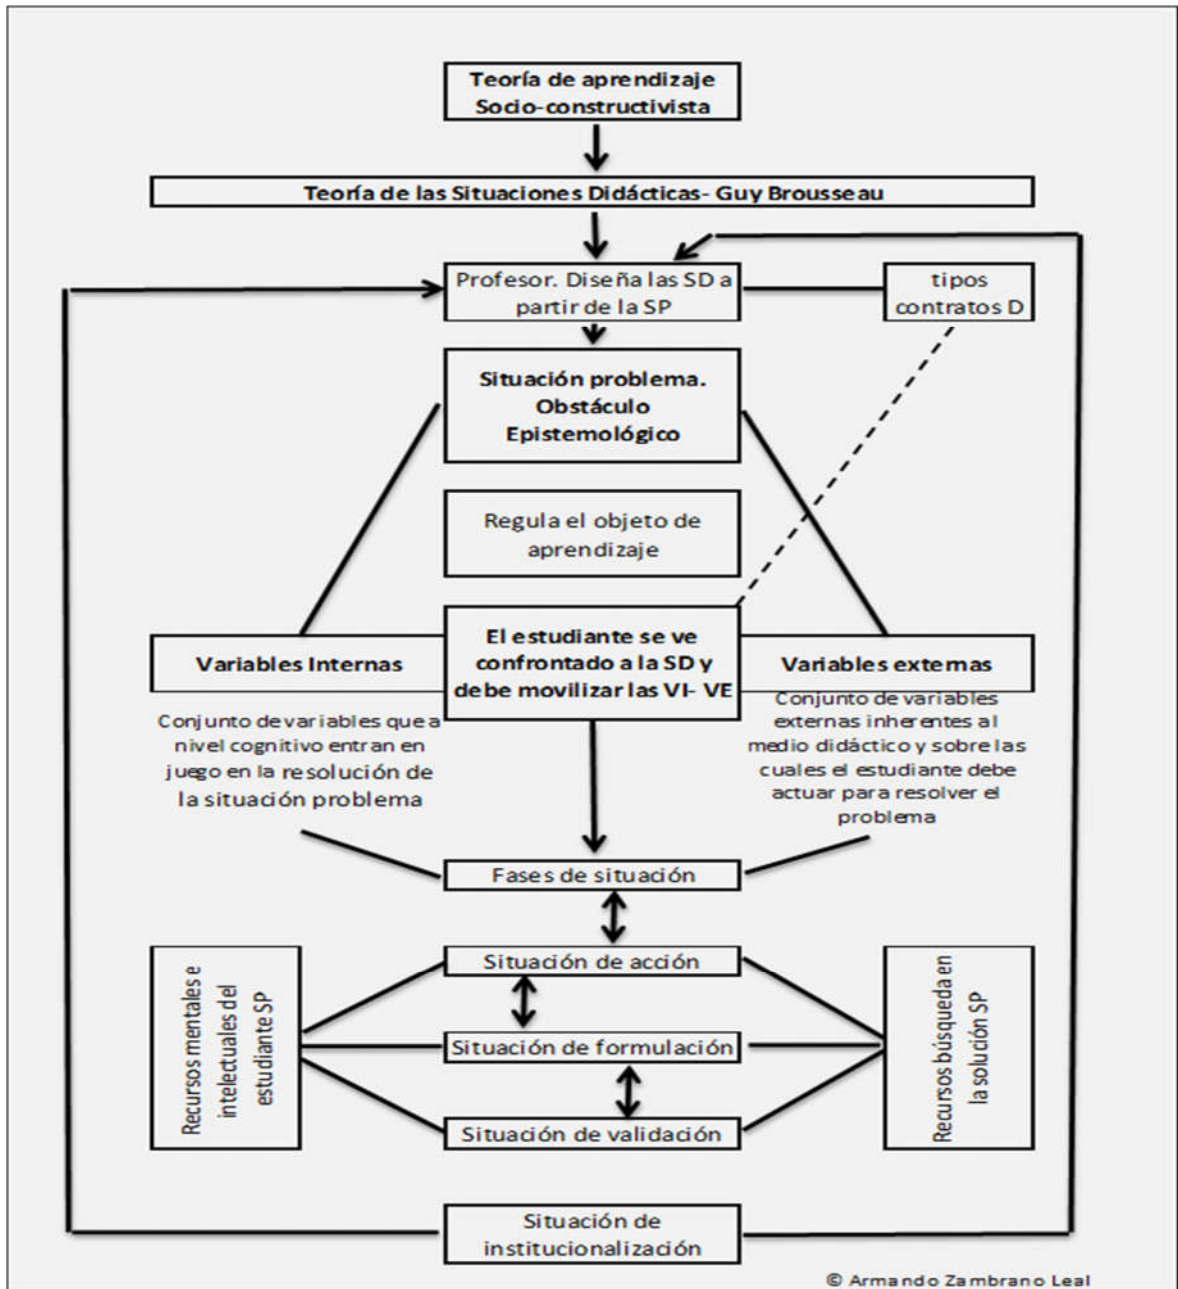 Teoría de aprendizaje
Socio-constructivista
Teoría de las Situaciones Didácticas- Guy Brousseau
Profesor. Diseña las SD a
partir de la SP
tipos
contratos D
Situación problema.
Obstáculo
Epistemológico
Regula el objeto de
aprendizaje
Variables Internas
El estudiante se ve
confrontado a la SD y
debe movilizar las VI- VE
Variables externas
Conjunto de variables que a
nivel cognitivo entran en
juego en la resolución de
la situación problema
Conjunto de variables
externas inherentes al
medio didáctico y sobre las
cuales el estudiante debe
actuar para resolver el
problema
Fases de situación
Recursos mentales e
intelectuales del
estudiante SP
Situación de acción
Situación de formulación
Situación de validación
Recursos búsqueda en
la solución SP
Situación de
institucionalización
© Armando Zambrano Leal